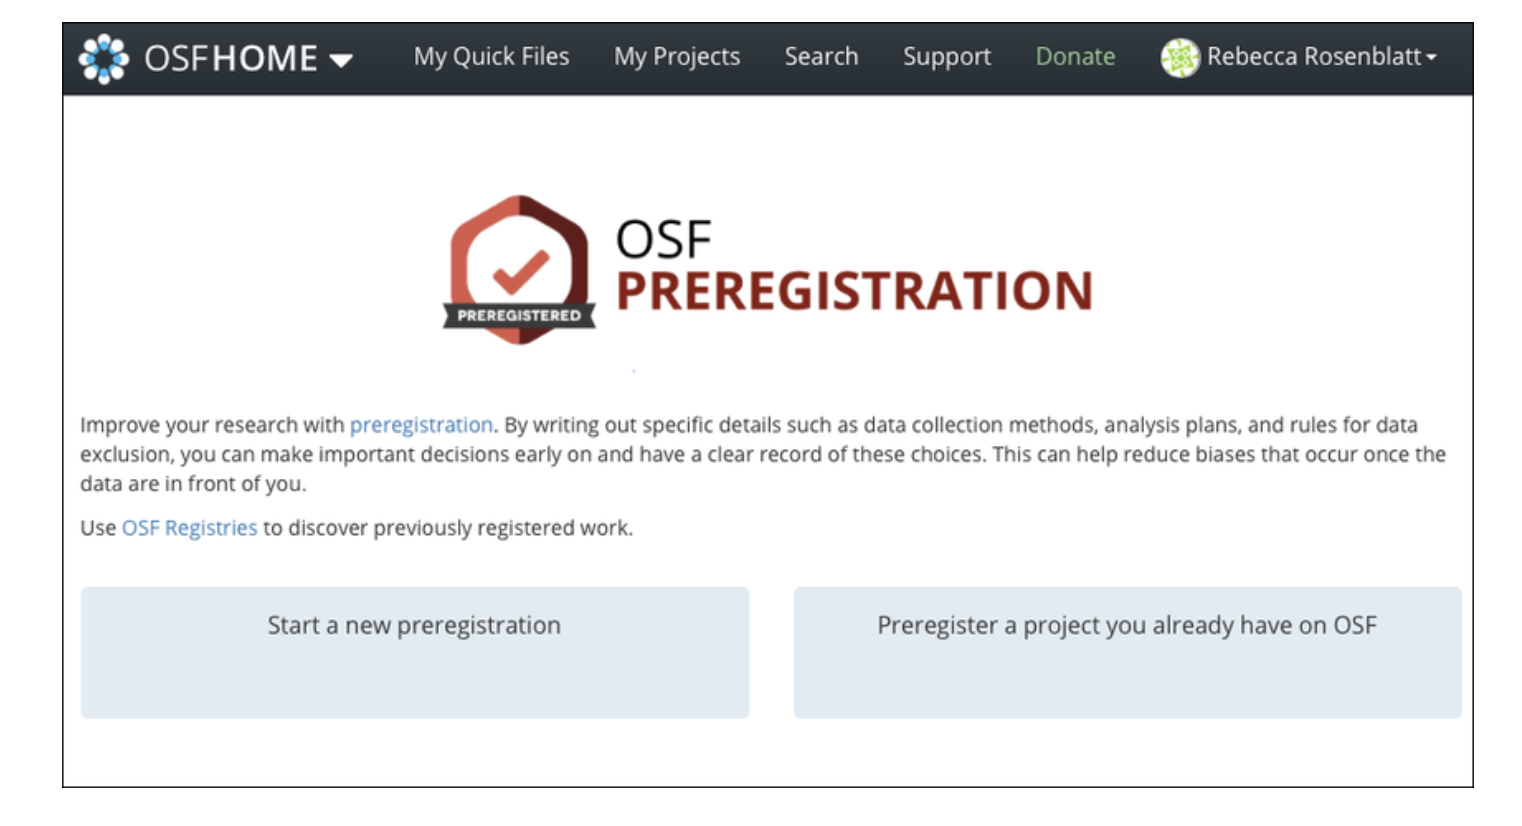 OSFHOME My Quick Files My Projects Search Support Donate Rebecca Rosenblatt
OSF
PREREGISTRATION
PREREGISTERED
Improve your research with preregistration. By writing out specific details such as data collection methods, analysis plans, and rules for data
exclusion, you can make important decisions early on and have a clear record of these choices. This can help reduce biases that occur once the
data are in front of you.
Use OSF Registries to discover previously registered work.
Start a new preregistration
Preregister a project you already have on OSF